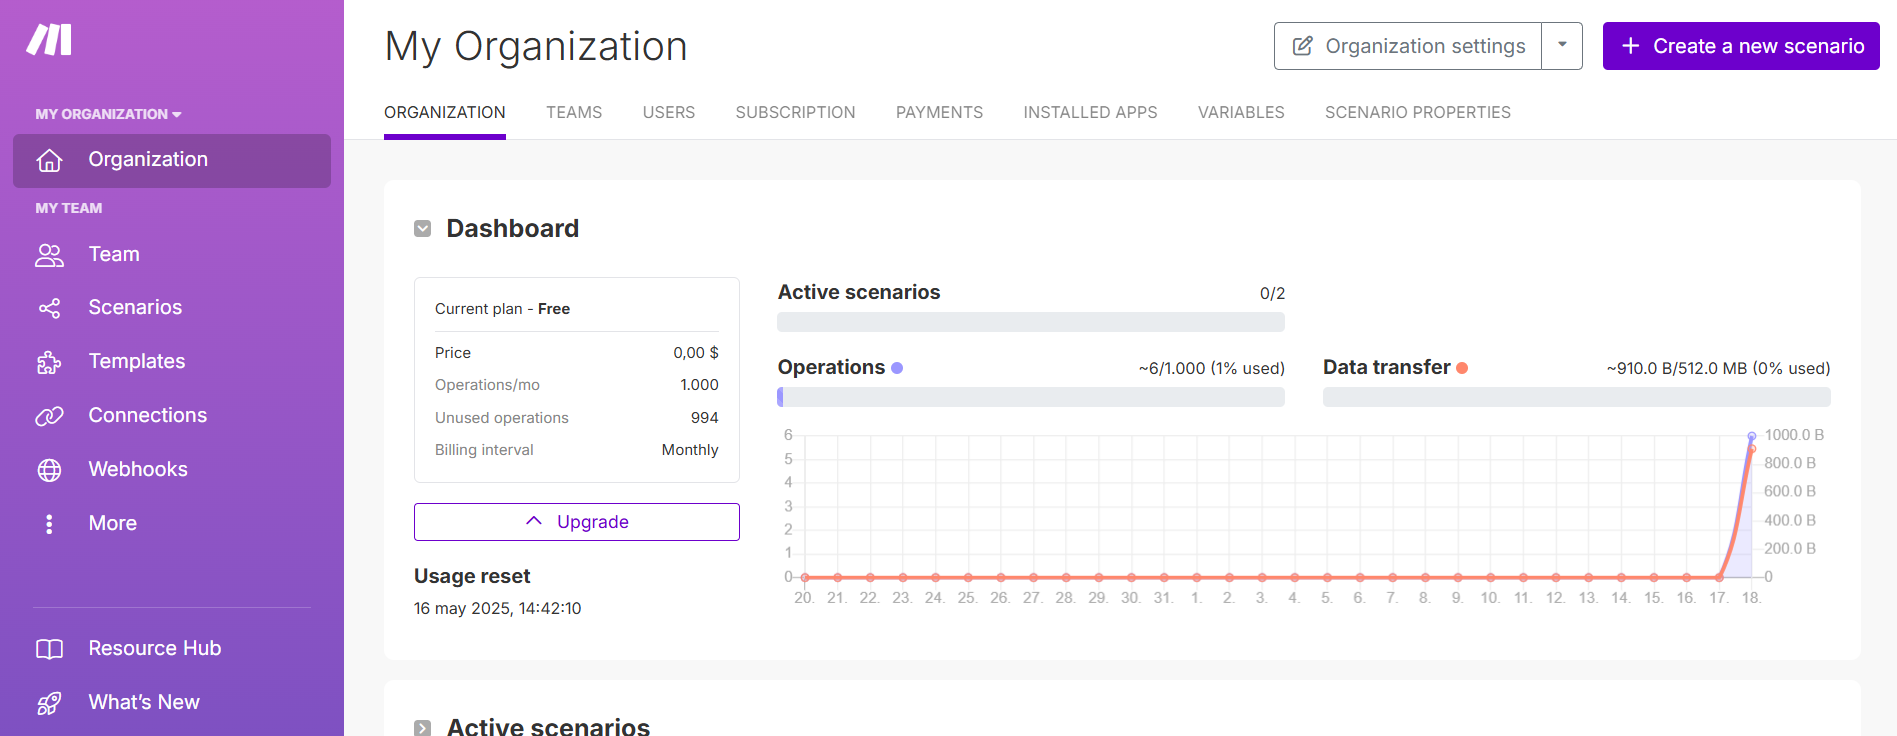 MY ORGANIZATION
Organization
MY TEAM
Team
Scenarios
Templates
Connections
Webhooks
More
Resource Hub
What's New
My Organization
Organization settings
Create a new scenario
ORGANIZATION TEAMS USERS SUBSCRIPTION PAYMENTS INSTALLED APPS VARIABLES SCENARIO PROPERTIES
Dashboard
Current plan - Free
Price 0,00 $
Operations/mo 1.000
Unused operations 994
Billing interval Monthly
Upgrade
Usage reset
16 may 2025, 14:42:10
Active scenarios 0/2
Operations ~6/1.000 (1% used)
Data transfer ~910.0 B/512.0 MB (0% used)
6 1000.0 B
5 800.0 B
4 600.0 B
3 400.0 B
2 200.0 B
1
0 0
20. 21. 22. 23. 24. 25. 26. 27. 28. 29. 30. 31. 1. 2. 3. 4. 5. 6. 7. 8. 9. 10. 11. 12. 13. 14. 15. 16. 17. 18.
Active scenarios